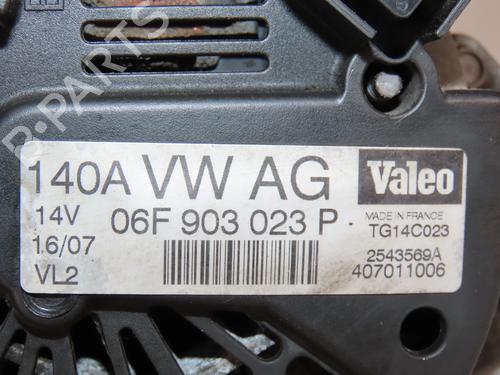 B-PARTS
140A VW AG
Valeo
14V
06F 903 023 P
MADE IN FRANCE
TG14C023
16/07
2543569A
VL2
407011006